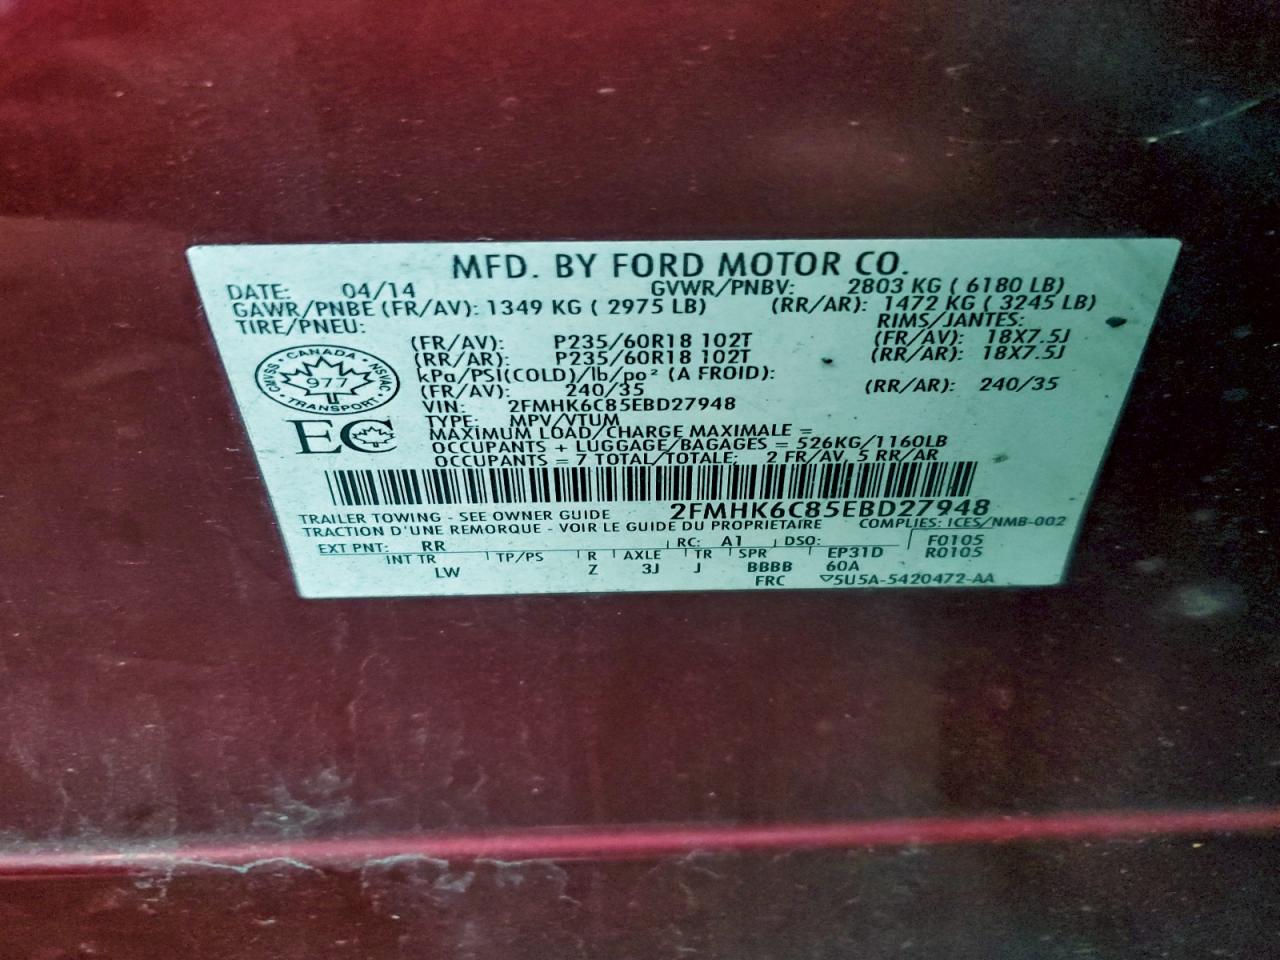 MFD. BY FORD MOTOR CO.
DATE: 04/14 GVWR/PNBV: 2803 KG ( 6180 LB)
GAWR/PNBE (FR/AV): 1349 KG ( 2975 LB) (RR/AR): 1472 KG ( 3245 LB)
TIRE/PNEU: RIMS/JANTES:
(FR/AV): P235/60R18 102T (FR/AV): 18X7.5J
(RR/AR): P235/60R18 102T (RR/AR): 18X7.5J
kPa/PSI(COLD)/lb/po² (A FROID):
(FR/AV): 240/35 (RR/AR): 240/35
CANADA
CMVSS 977 NSVAC
TRANSPORT
VIN: 2FMHK6C85EBD27948
TYPE: MPV/VTUM
EC
MAXIMUM LOAD/CHARGE MAXIMALE =
OCCUPANTS + LUGGAGE/BAGAGES = 526KG/1160LB
OCCUPANTS = 7 TOTAL/TOTALE; 2 FR/AV, 5 RR/AR
2FMHK6C85EBD27948
TRAILER TOWING - SEE OWNER GUIDE
TRACTION D'UNE REMORQUE - VOIR LE GUIDE DU PROPRIETAIRE COMPLIES: ICES/NMB-002
EXT PNT: RR RC: A1 DSO: F0105
INT TR TP/PS R AXLE TR SPR EP31D R0105
LW Z 3J J BBBB 60A
FRC 5U5A-5420472-AA